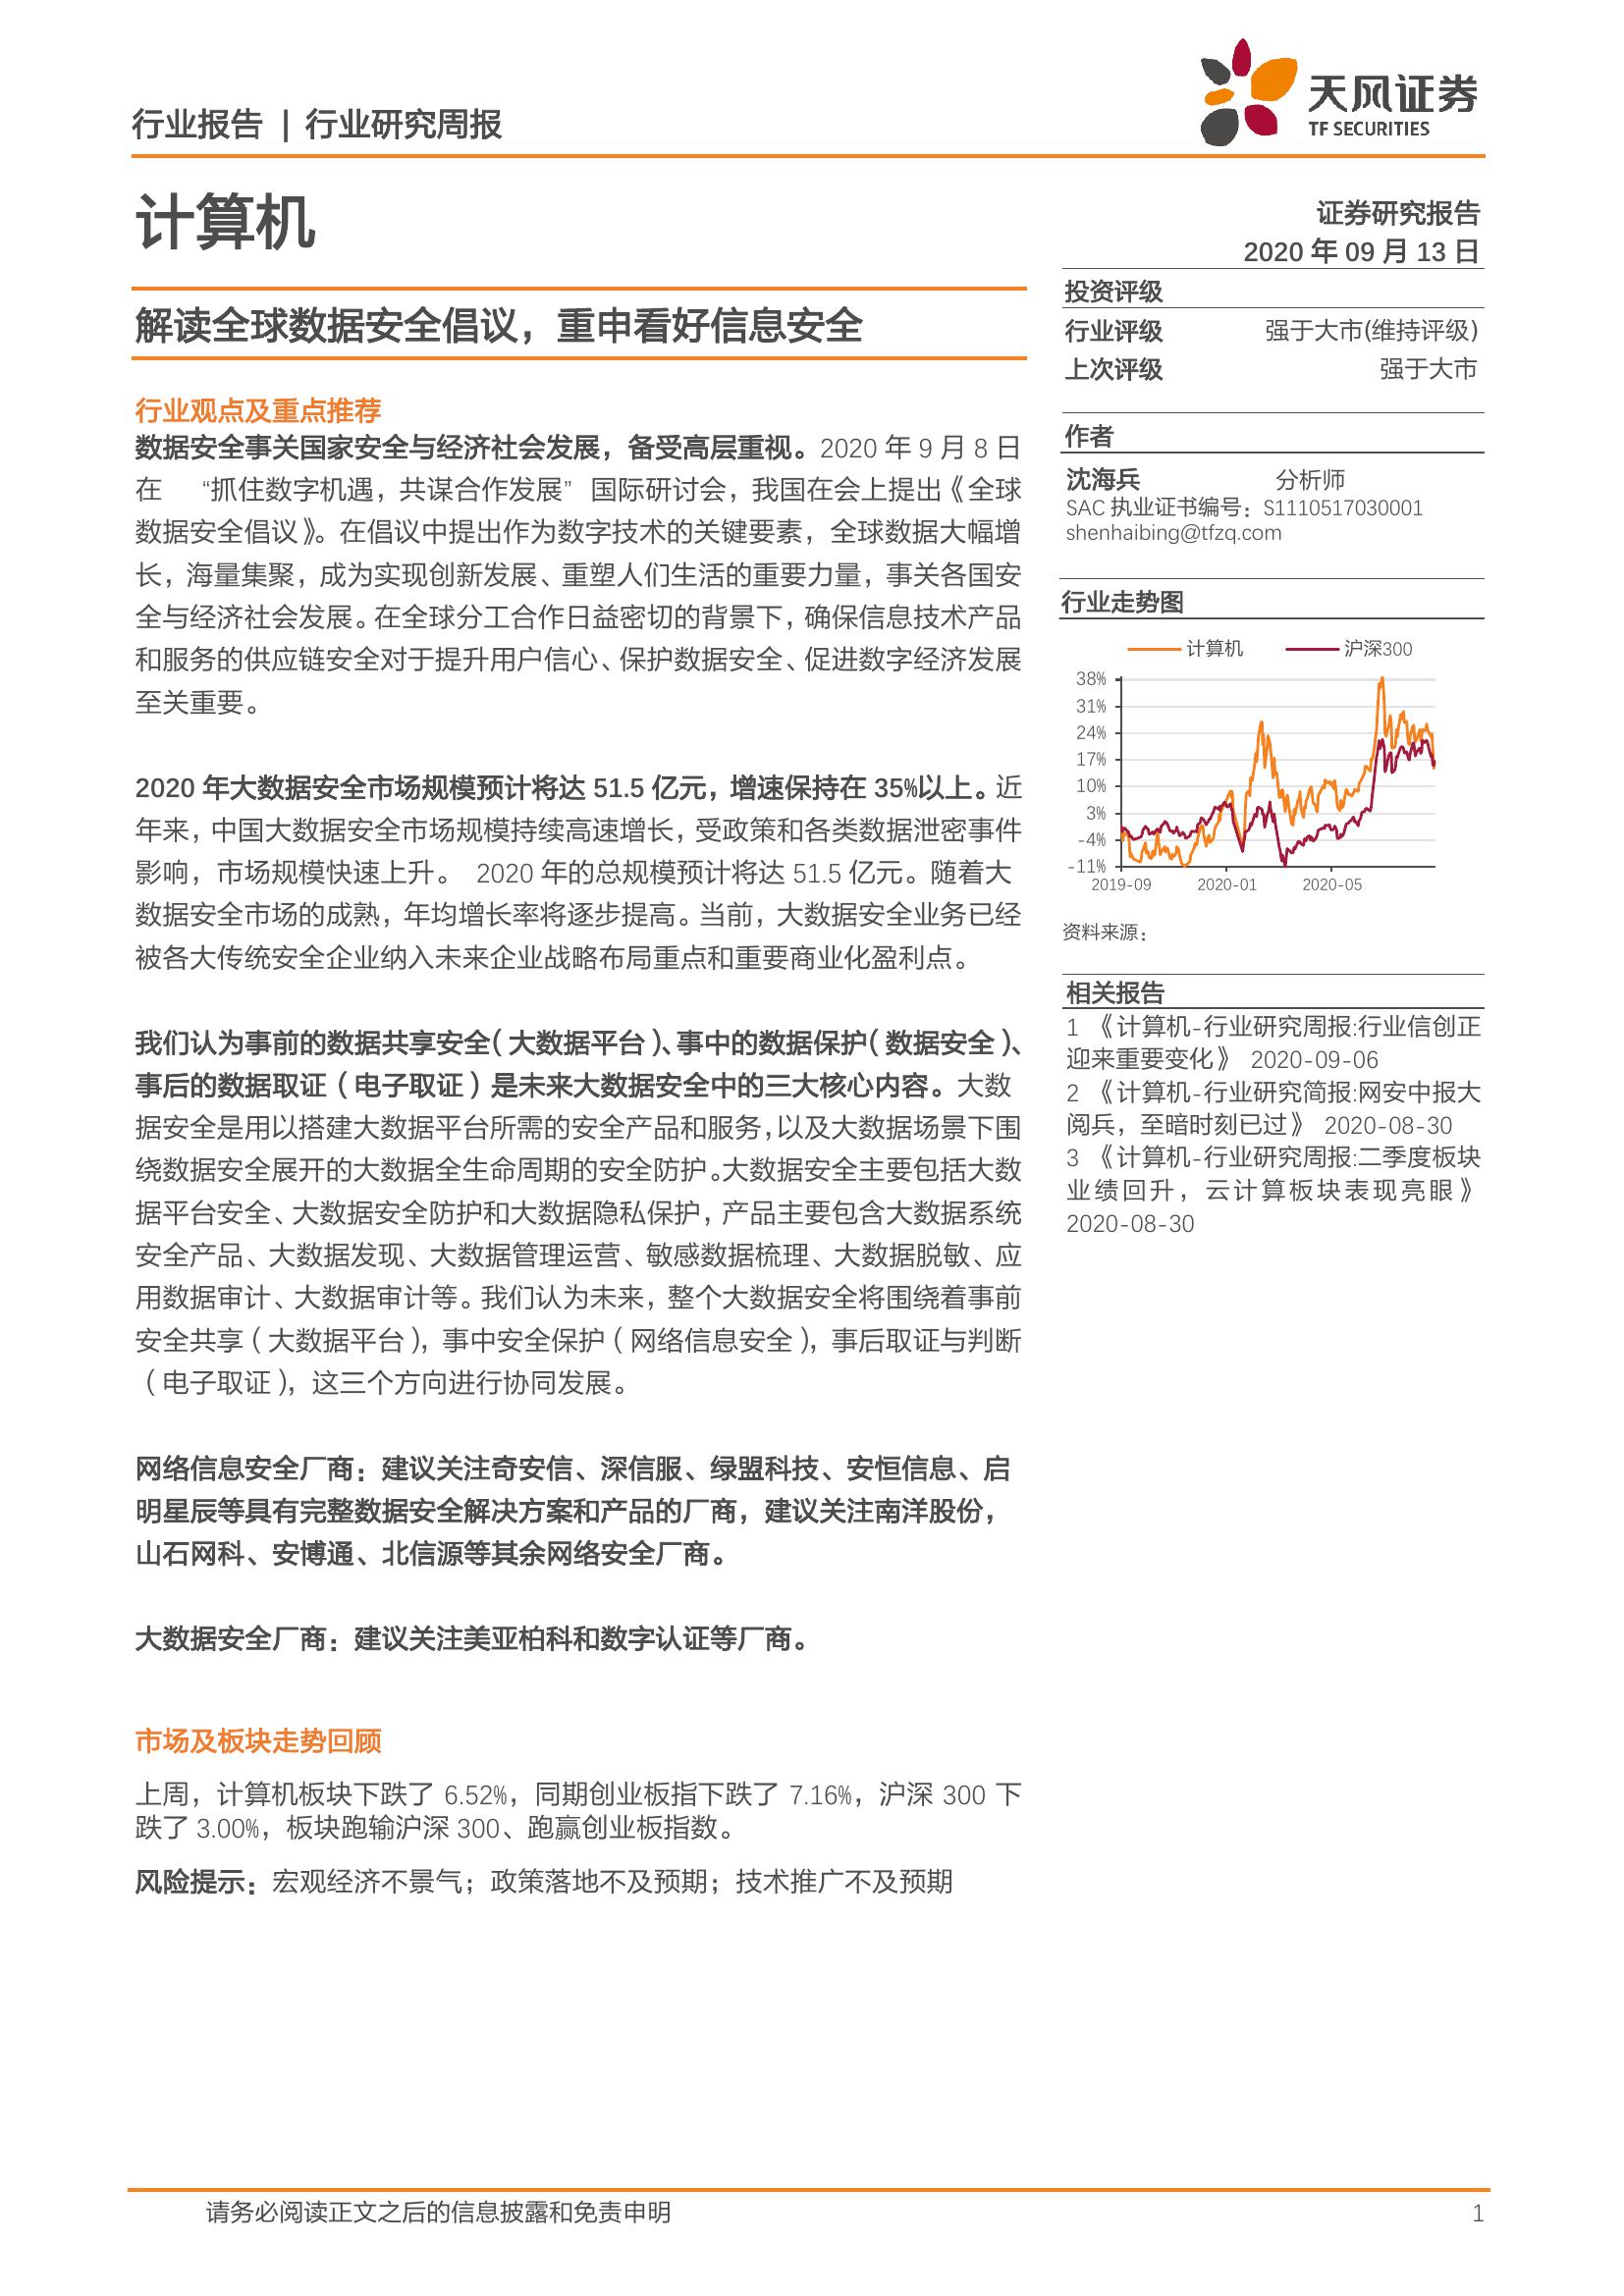 行业报告 | 行业研究周报
天风证券
TF SECURITIES
计算机
证券研究报告
2020 年 09 月 13 日
解读全球数据安全倡议，重申看好信息安全
行业观点及重点推荐
数据安全事关国家安全与经济社会发展，备受高层重视。2020 年 9 月 8 日
在 “抓住数字机遇，共谋合作发展” 国际研讨会，我国在会上提出《全球
数据安全倡议》。在倡议中提出作为数字技术的关键要素，全球数据大幅增
长，海量集聚，成为实现创新发展、重塑人们生活的重要力量，事关各国安
全与经济社会发展。在全球分工合作日益密切的背景下，确保信息技术产品
和服务的供应链安全对于提升用户信心、保护数据安全、促进数字经济发展
至关重要。
2020 年大数据安全市场规模预计将达 51.5 亿元，增速保持在 35%以上。近
年来，中国大数据安全市场规模持续高速增长，受政策和各类数据泄密事件
影响，市场规模快速上升。 2020 年的总规模预计将达 51.5 亿元。随着大
数据安全市场的成熟，年均增长率将逐步提高。当前，大数据安全业务已经
被各大传统安全企业纳入未来企业战略布局重点和重要商业化盈利点。
我们认为事前的数据共享安全（大数据平台）、事中的数据保护（数据安全）、
事后的数据取证（电子取证）是未来大数据安全中的三大核心内容。大数
据安全是用以搭建大数据平台所需的安全产品和服务，以及大数据场景下围
绕数据安全展开的大数据全生命周期的安全防护。大数据安全主要包括大数
据平台安全、大数据安全防护和大数据隐私保护，产品主要包含大数据系统
安全产品、大数据发现、大数据管理运营、敏感数据梳理、大数据脱敏、应
用数据审计、大数据审计等。我们认为未来，整个大数据安全将围绕着事前
安全共享（大数据平台），事中安全保护（网络信息安全），事后取证与判断
（电子取证），这三个方向进行协同发展。
网络信息安全厂商：建议关注奇安信、深信服、绿盟科技、安恒信息、启
明星辰等具有完整数据安全解决方案和产品的厂商，建议关注南洋股份，
山石网科、安博通、北信源等其余网络安全厂商。
大数据安全厂商：建议关注美亚柏科和数字认证等厂商。
市场及板块走势回顾
上周，计算机板块下跌了 6.52%，同期创业板指下跌了 7.16%，沪深 300 下
跌了 3.00%，板块跑输沪深 300、跑赢创业板指数。
风险提示：宏观经济不景气；政策落地不及预期；技术推广不及预期
投资评级
行业评级 强于大市(维持评级)
上次评级 强于大市
作者
沈海兵 分析师
SAC 执业证书编号：S1110517030001
shenhaibing@tfzq.com
行业走势图
计算机 沪深300
38%
31%
24%
17%
10%
3%
-4%
-11%
2019-09 2020-01 2020-05
资料来源：
相关报告
1 《计算机-行业研究周报:行业信创正
迎来重要变化》 2020-09-06
2 《计算机-行业研究简报:网安中报大
阅兵，至暗时刻已过》 2020-08-30
3 《计算机-行业研究周报:二季度板块
业绩回升，云计算板块表现亮眼》
2020-08-30
请务必阅读正文之后的信息披露和免责申明 1